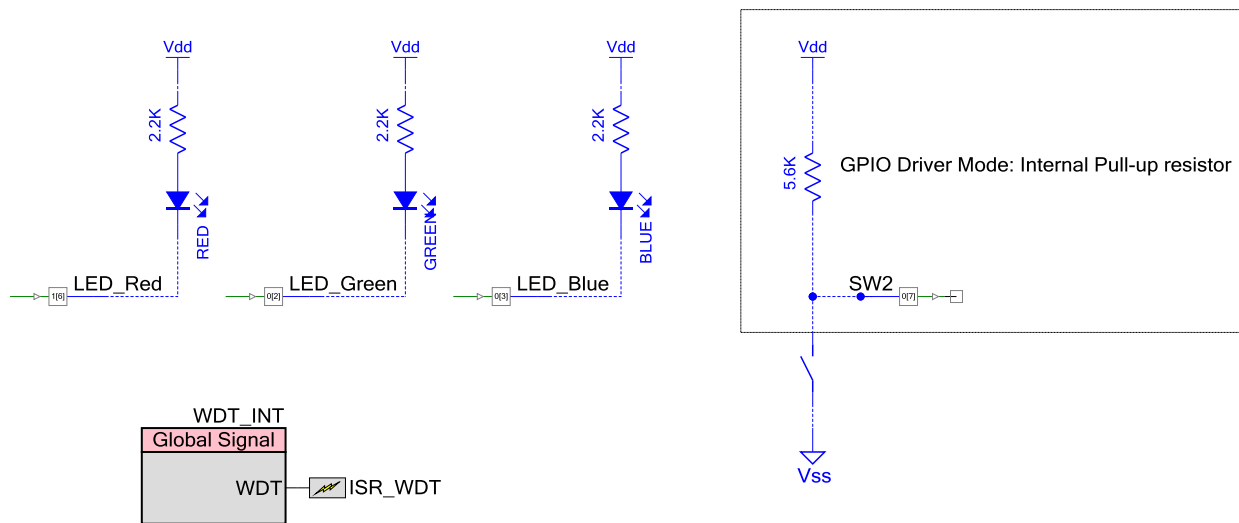 Vdd
Vdd
Vdd
Vdd
2.2K
2.2K
2.2K
5.6K
GPIO Driver Mode: Internal Pull-up resistor
RED
GREEN
BLUE
LED_Red
LED_Green
LED_Blue
SW2
1[6]
0[2]
0[3]
0[7]
WDT_INT
Global Signal
WDT
ISR_WDT
Vss